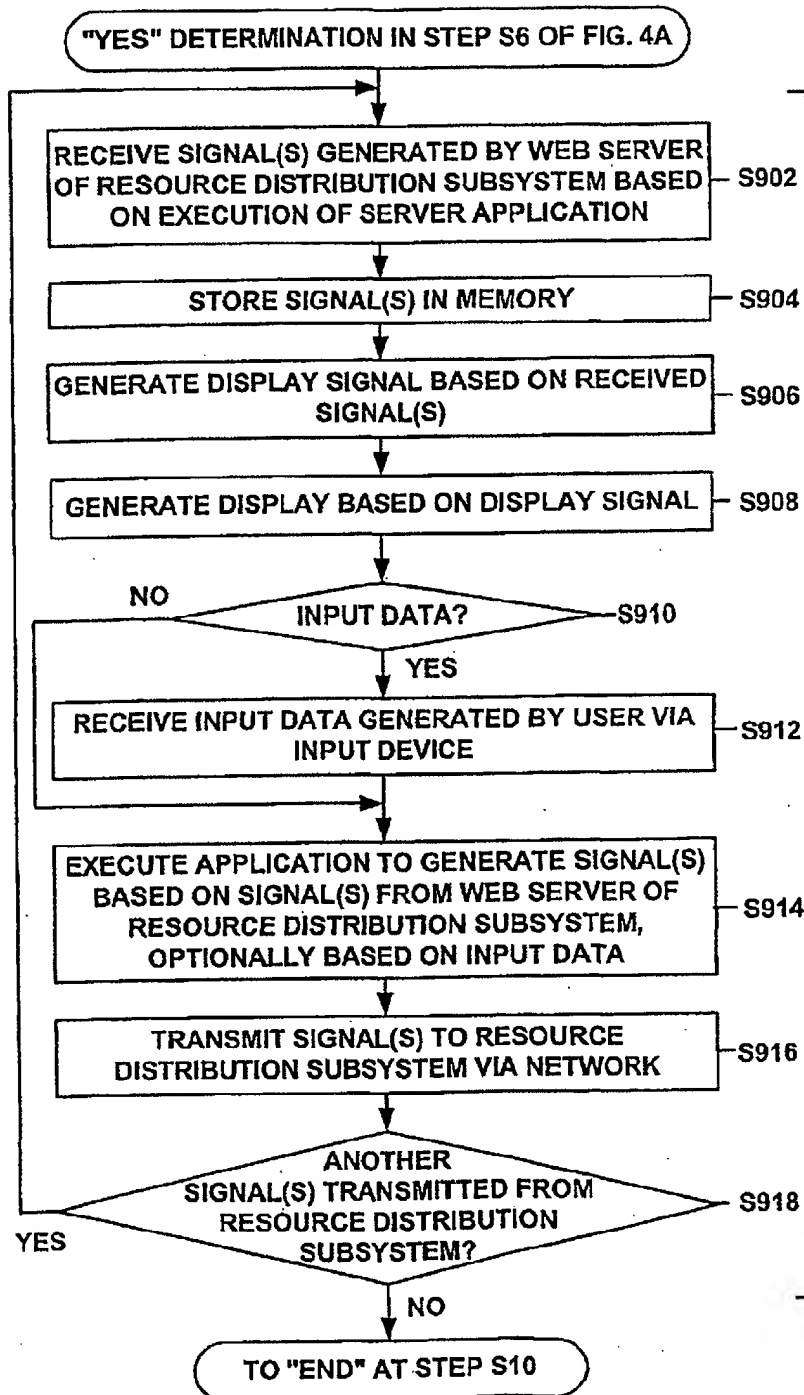 "YES" DETERMINATION IN STEP S6 OF FIG. 4A
RECEIVE SIGNAL(S) GENERATED BY WEB SERVER
OF RESOURCE DISTRIBUTION SUBSYSTEM BASED
ON EXECUTION OF SERVER APPLICATION
S902
STORE SIGNAL(S) IN MEMORY
S904
GENERATE DISPLAY SIGNAL BASED ON RECEIVED
SIGNAL(S)
S906
GENERATE DISPLAY BASED ON DISPLAY SIGNAL
S908
NO
INPUT DATA?
S910
YES
RECEIVE INPUT DATA GENERATED BY USER VIA
INPUT DEVICE
S912
EXECUTE APPLICATION TO GENERATE SIGNAL(S)
BASED ON SIGNAL(S) FROM WEB SERVER OF
RESOURCE DISTRIBUTION SUBSYSTEM,
OPTIONALLY BASED ON INPUT DATA
S914
TRANSMIT SIGNAL(S) TO RESOURCE
DISTRIBUTION SUBSYSTEM VIA NETWORK
S916
ANOTHER
SIGNAL(S) TRANSMITTED FROM
RESOURCE DISTRIBUTION
SUBSYSTEM?
S918
YES
NO
TO "END" AT STEP S10